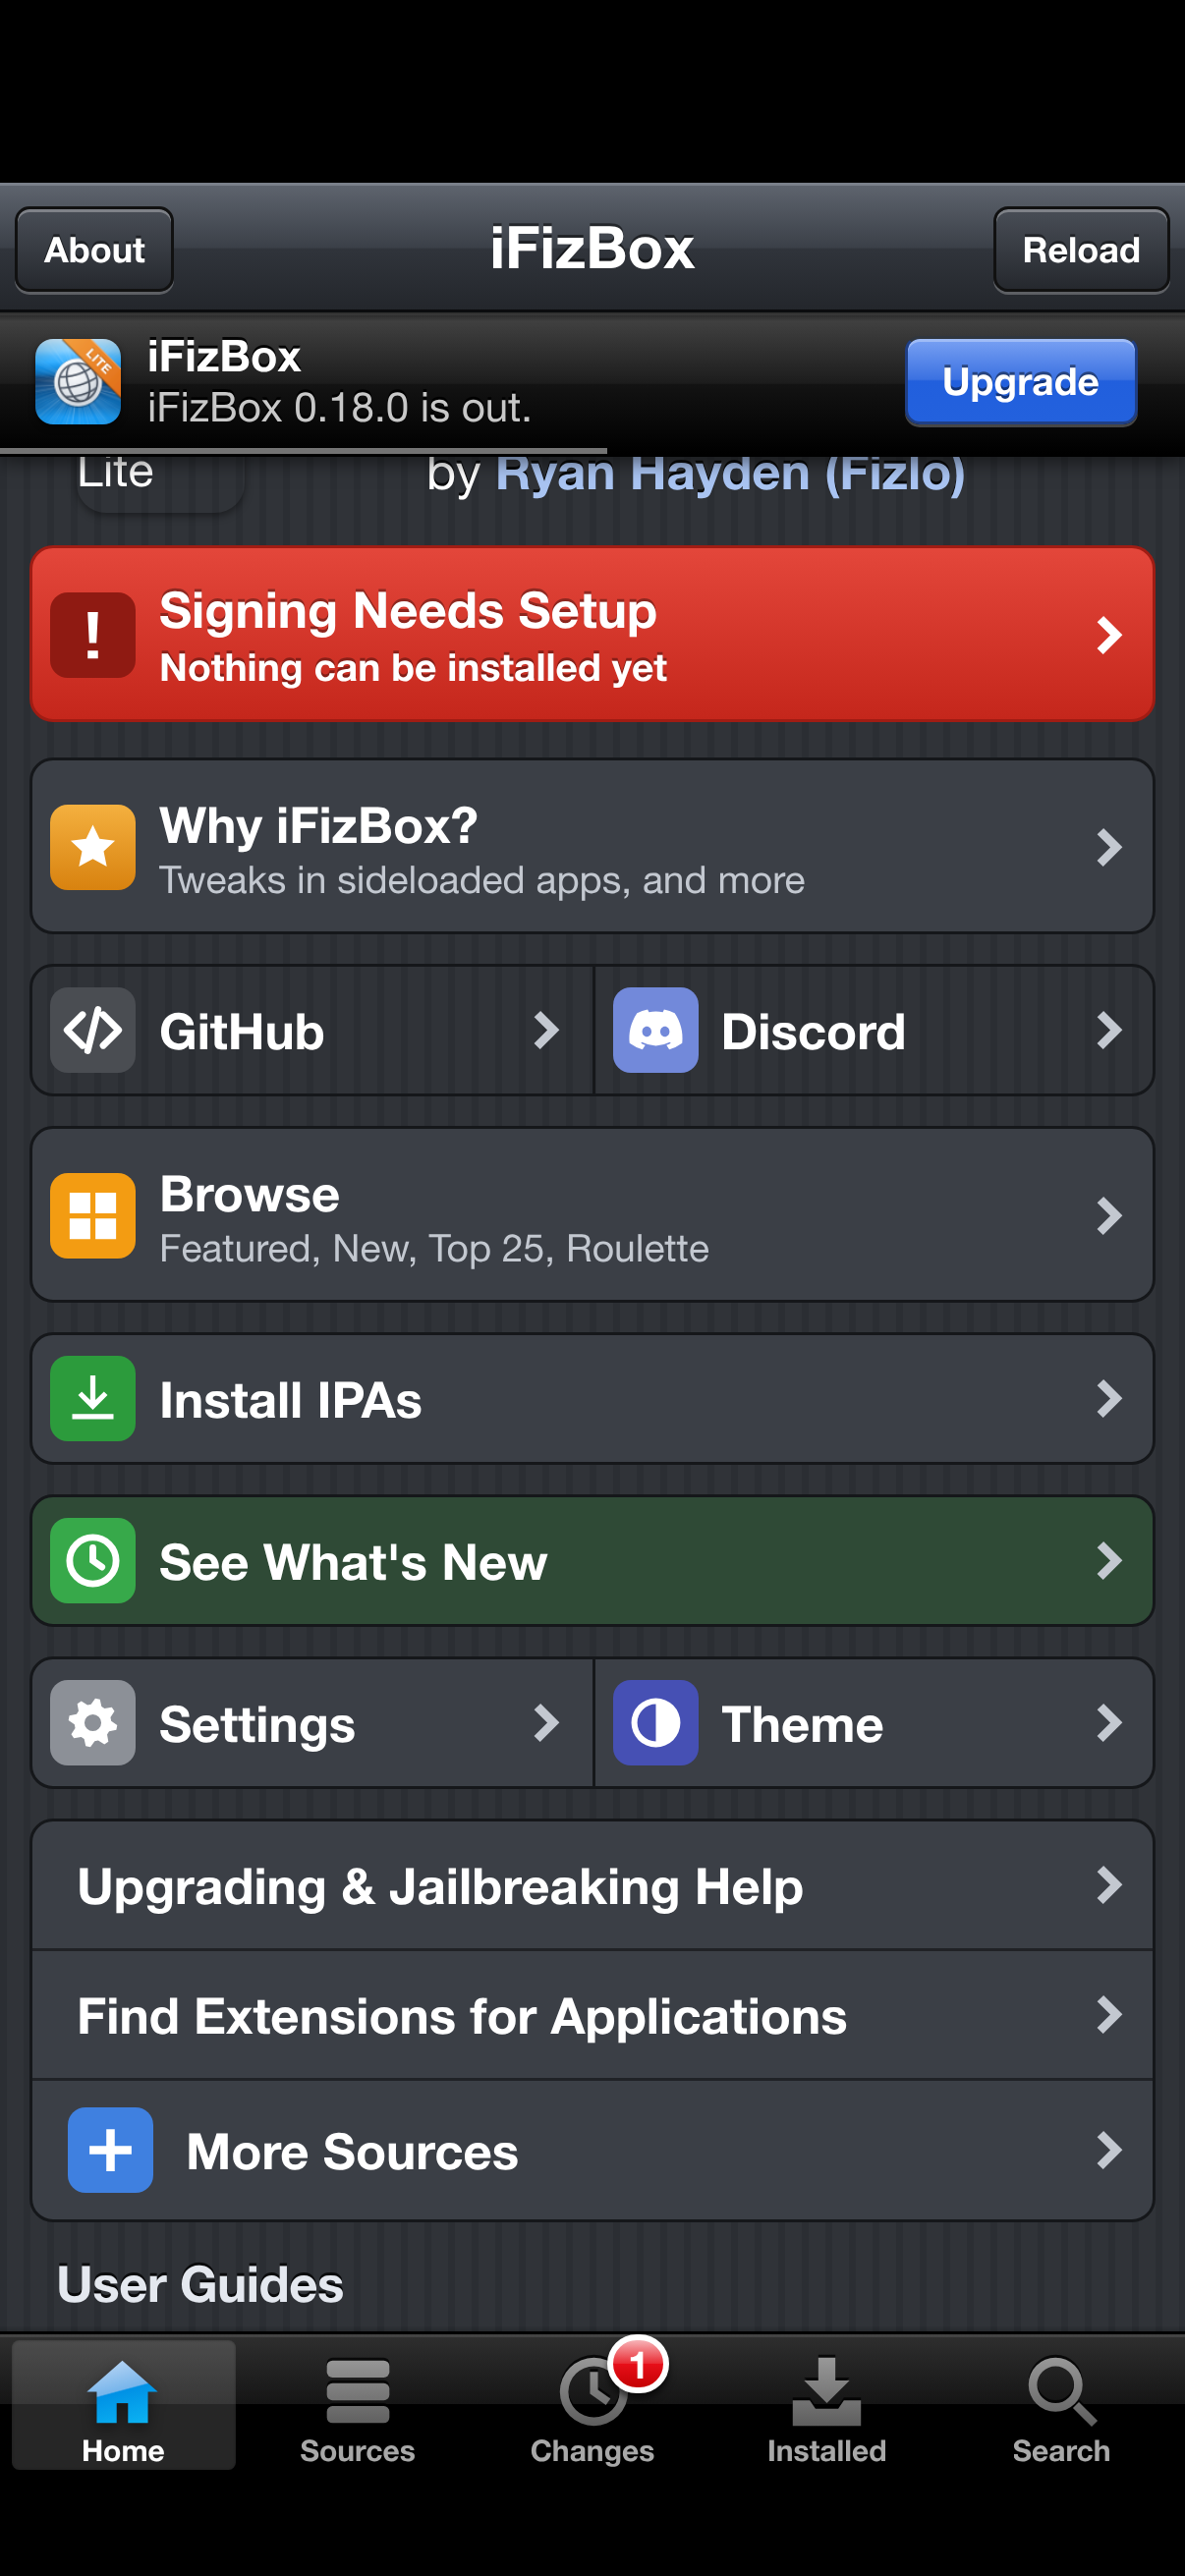 About
iFizBox
Reload
LITE
iFizBox
iFizBox 0.18.0 is out.
Upgrade
Lite
by Ryan Hayden (Fizlo)
!
Signing Needs Setup
Nothing can be installed yet
Why iFizBox?
Tweaks in sideloaded apps, and more
GitHub
Discord
Browse
Featured, New, Top 25, Roulette
Install IPAs
See What's New
Settings
Theme
Upgrading & Jailbreaking Help
Find Extensions for Applications
More Sources
User Guides
1
Home
Sources
Changes
Installed
Search